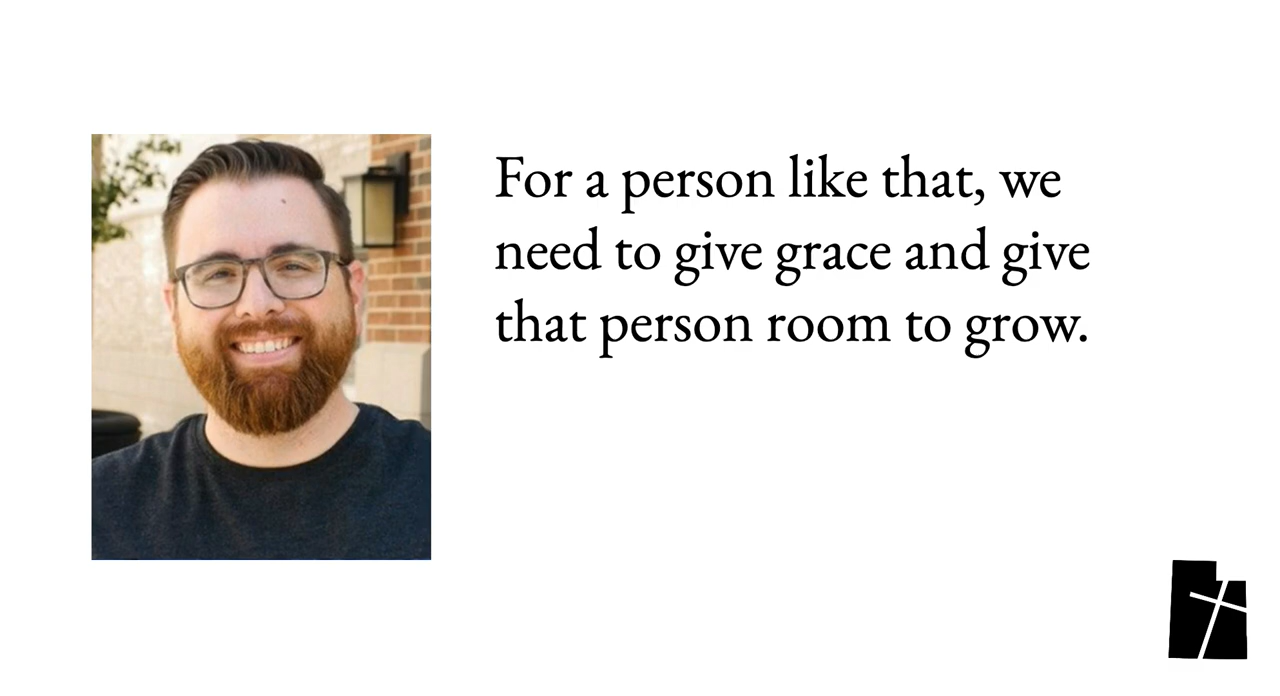 For a person like that, we
need to give grace and give
that person room to grow.